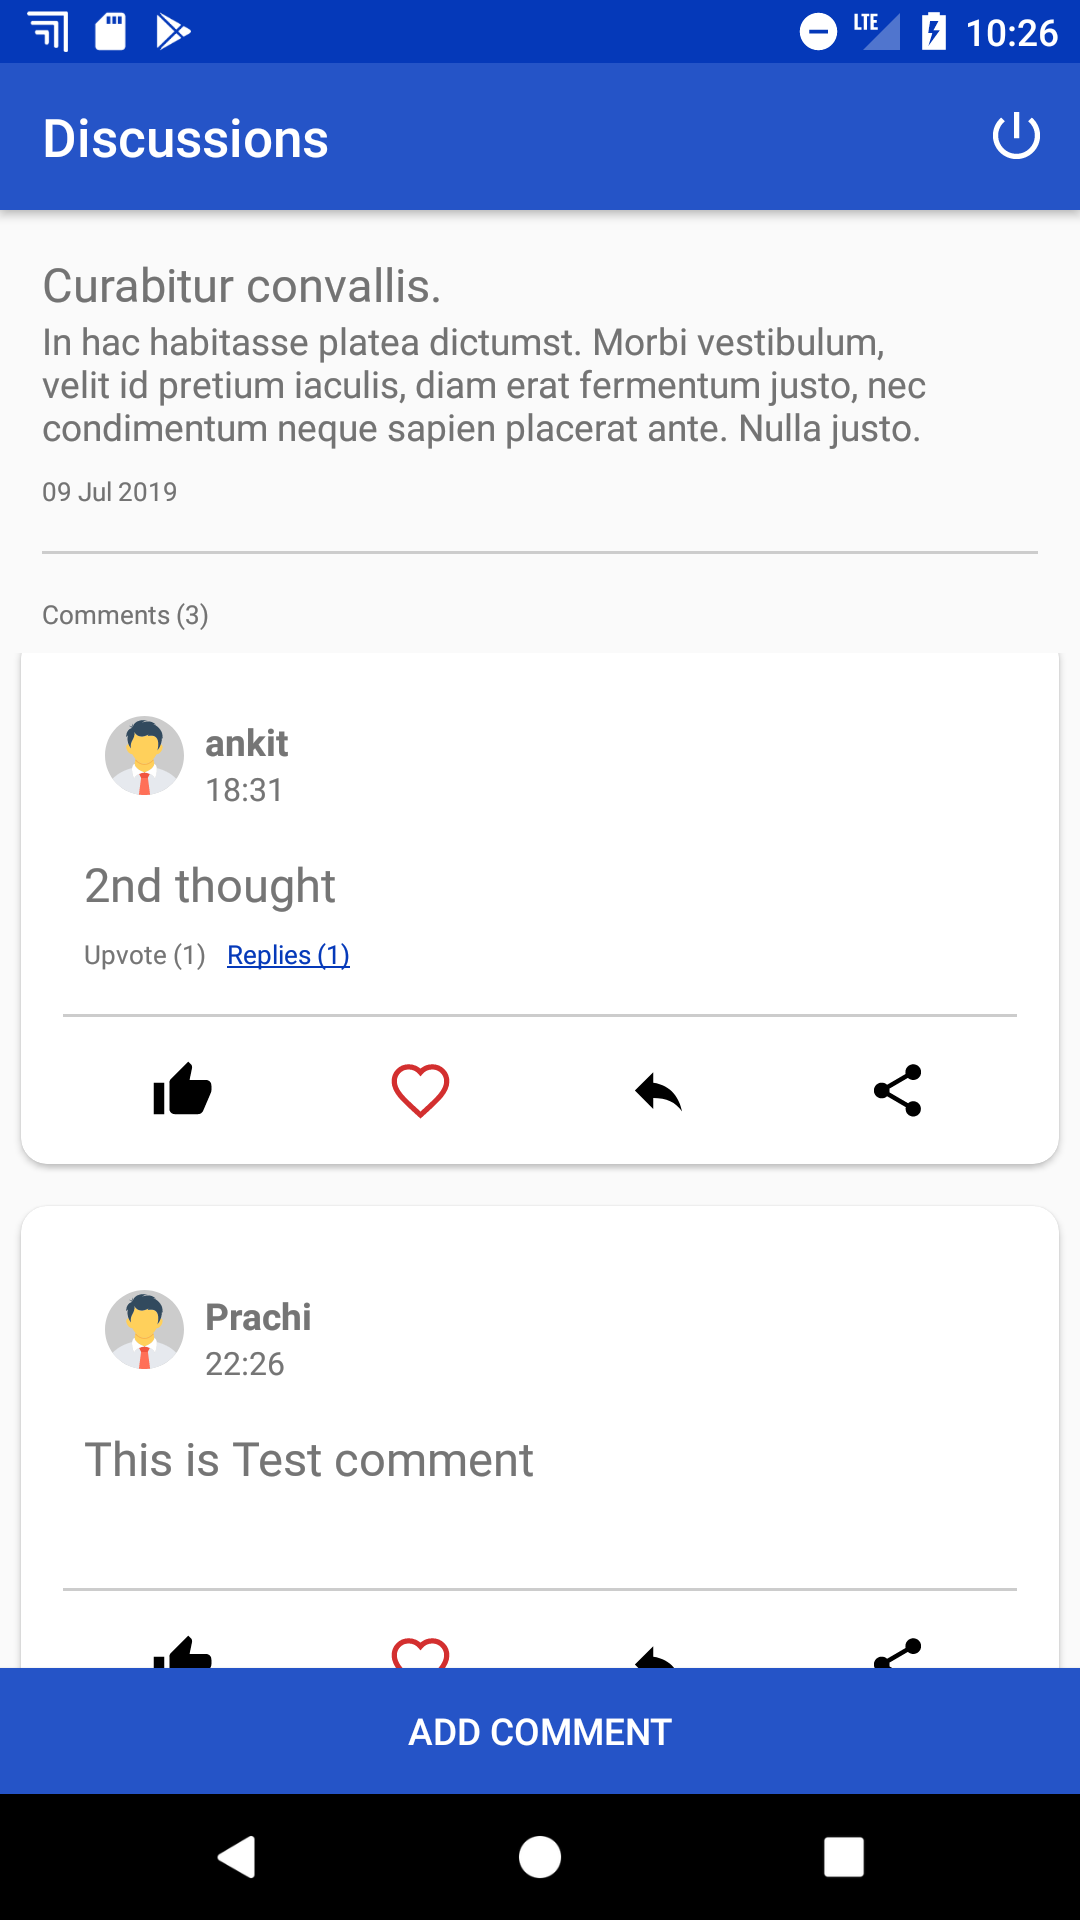 LTE 10:26
Discussions
Curabitur convallis.
In hac habitasse platea dictumst. Morbi vestibulum,
velit id pretium iaculis, diam erat fermentum justo, nec
condimentum neque sapien placerat ante. Nulla justo.
09 Jul 2019
Comments (3)
ankit
18:31
2nd thought
Upvote (1) Replies (1)
Prachi
22:26
This is Test comment
ADD COMMENT